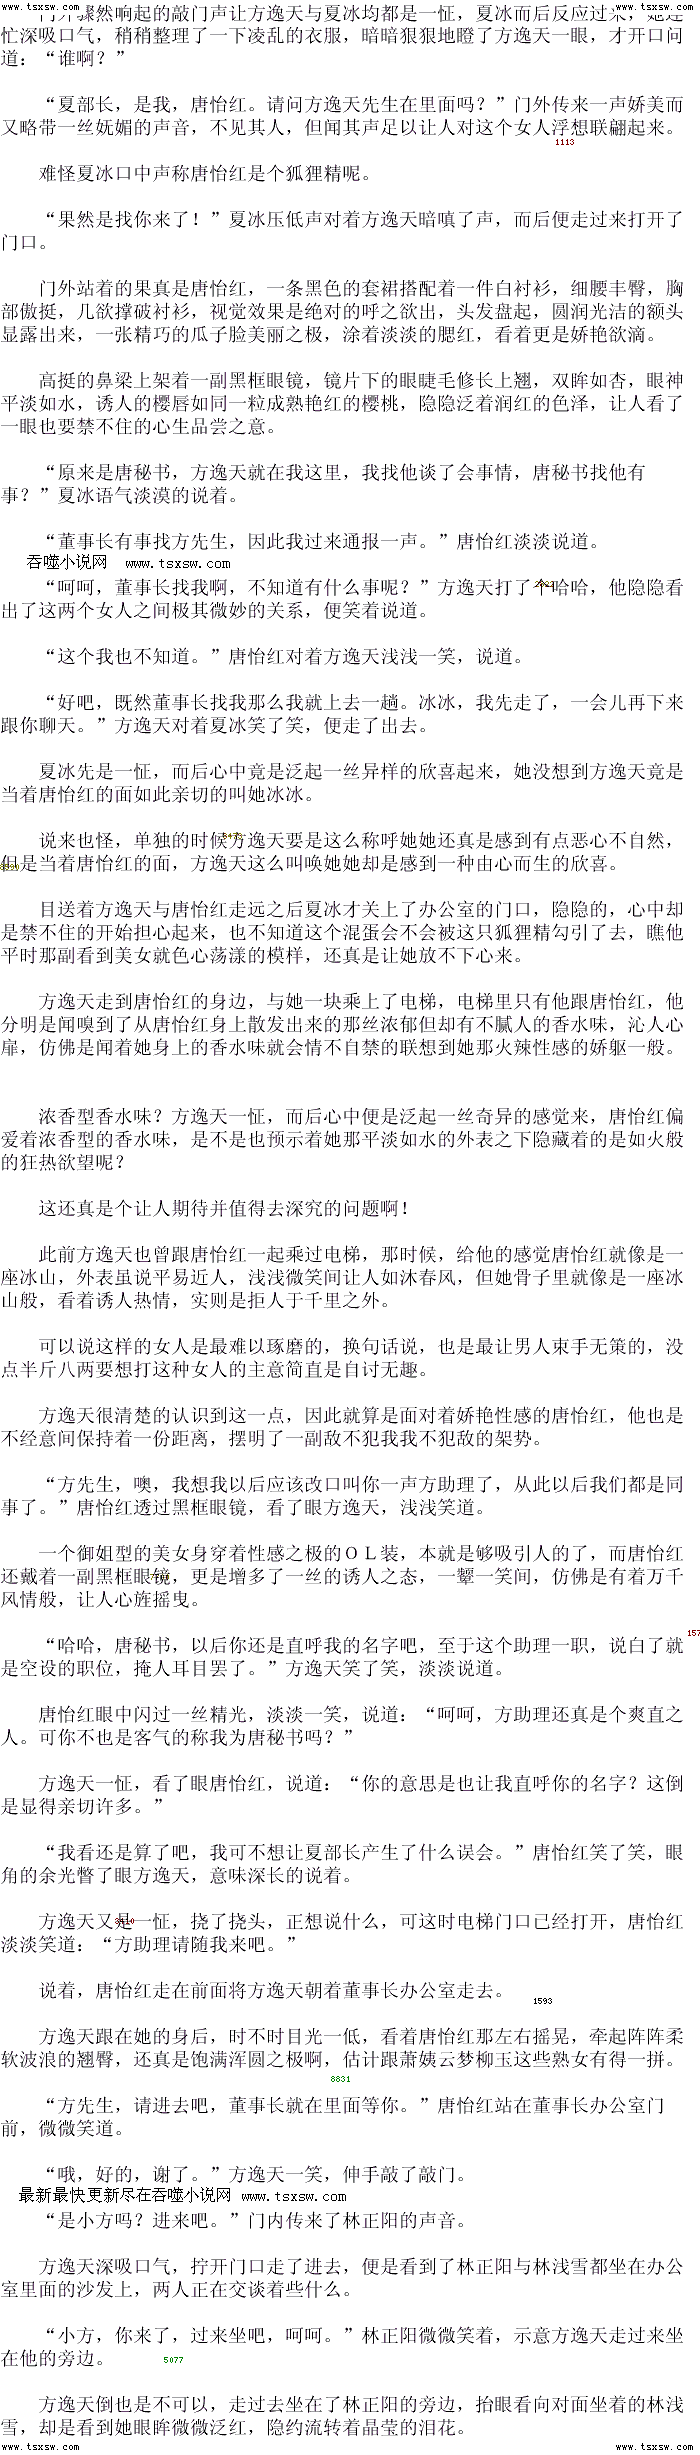 www.tsxsw.com www.tsxsw.com
门外骤然响起的敲门声让方逸天与夏冰均都是一怔，夏冰而后反应过来，她连
忙深吸口气，稍稍整理了一下凌乱的衣服，暗暗狠狠地瞪了方逸天一眼，才开口问
道：“谁啊？”
“夏部长，是我，唐怡红。请问方逸天先生在里面吗？”门外传来一声娇美而
又略带一丝妩媚的声音，不见其人，但闻其声足以让人对这个女人浮想联翩起来。
1113
难怪夏冰口中声称唐怡红是个狐狸精呢。
“果然是找你来了！”夏冰压低声对着方逸天暗嗔了声，而后便走过来打开了
门口。
门外站着的果真是唐怡红，一条黑色的套裙搭配着一件白衬衫，细腰丰臀，胸
部傲挺，几欲撑破衬衫，视觉效果是绝对的呼之欲出，头发盘起，圆润光洁的额头
显露出来，一张精巧的瓜子脸美丽之极，涂着淡淡的腮红，看着更是娇艳欲滴。
高挺的鼻梁上架着一副黑框眼镜，镜片下的眼睫毛修长上翘，双眸如杏，眼神
平淡如水，诱人的樱唇如同一粒成熟艳红的樱桃，隐隐泛着润红的色泽，让人看了
一眼也要禁不住的心生品尝之意。
“原来是唐秘书，方逸天就在我这里，我找他谈了会事情，唐秘书找他有
事？”夏冰语气淡漠的说着。
“董事长有事找方先生，因此我过来通报一声。”唐怡红淡淡说道。
吞噬小说网 www.tsxsw.com
“呵呵，董事长找我啊，不知道有什么事呢？”方逸天打了个哈哈，他隐隐看
出了这两个女人之间极其微妙的关系，便笑着说道。
“这个我也不知道。”唐怡红对着方逸天浅浅一笑，说道。
“好吧，既然董事长找我那么我就上去一趟。冰冰，我先走了，一会儿再下来
跟你聊天。”方逸天对着夏冰笑了笑，便走了出去。
夏冰先是一怔，而后心中竟是泛起一丝异样的欣喜起来，她没想到方逸天竟是
当着唐怡红的面如此亲切的叫她冰冰。
说来也怪，单独的时候方逸天要是这么称呼她她还真是感到有点恶心不自然，
但是当着唐怡红的面，方逸天这么叫唤她她却是感到一种由心而生的欣喜。
目送着方逸天与唐怡红走远之后夏冰才关上了办公室的门口，隐隐的，心中却
是禁不住的开始担心起来，也不知道这个混蛋会不会被这只狐狸精勾引了去，瞧他
平时那副看到美女就色心荡漾的模样，还真是让她放不下心来。
方逸天走到唐怡红的身边，与她一块乘上了电梯，电梯里只有他跟唐怡红，他
分明是闻嗅到了从唐怡红身上散发出来的那丝浓郁但却有不腻人的香水味，沁人心
扉，仿佛是闻着她身上的香水味就会情不自禁的联想到她那火辣性感的娇躯一般。
浓香型香水味？方逸天一怔，而后心中便是泛起一丝奇异的感觉来，唐怡红偏
爱着浓香型的香水味，是不是也预示着她那平淡如水的外表之下隐藏着的是如火般
的狂热欲望呢？
这还真是个让人期待并值得去深究的问题啊！
此前方逸天也曾跟唐怡红一起乘过电梯，那时候，给他的感觉唐怡红就像是一
座冰山，外表虽说平易近人，浅浅微笑间让人如沐春风，但她骨子里就像是一座冰
山般，看着诱人热情，实则是拒人于千里之外。
可以说这样的女人是最难以琢磨的，换句话说，也是最让男人束手无策的，没
点半斤八两要想打这种女人的主意简直是自讨无趣。
方逸天很清楚的认识到这一点，因此就算是面对着娇艳性感的唐怡红，他也是
不经意间保持着一份距离，摆明了一副敌不犯我我不犯敌的架势。
“方先生，噢，我想我以后应该改口叫你一声方助理了，从此以后我们都是同
事了。”唐怡红透过黑框眼镜，看了眼方逸天，浅浅笑道。
一个御姐型的美女身穿着性感之极的ＯＬ装，本就是够吸引人的了，而唐怡红
还戴着一副黑框眼镜，更是增多了一丝的诱人之态，一颦一笑间，仿佛是有着万千
风情般，让人心旌摇曳。
“哈哈，唐秘书，以后你还是直呼我的名字吧，至于这个助理一职，说白了就
157
是空设的职位，掩人耳目罢了。”方逸天笑了笑，淡淡说道。
唐怡红眼中闪过一丝精光，淡淡一笑，说道：“呵呵，方助理还真是个爽直之
人。可你不也是客气的称我为唐秘书吗？”
方逸天一怔，看了眼唐怡红，说道：“你的意思是也让我直呼你的名字？这倒
是显得亲切许多。”
“我看还是算了吧，我可不想让夏部长产生了什么误会。”唐怡红笑了笑，眼
角的余光瞥了眼方逸天，意味深长的说着。
方逸天又是一怔，挠了挠头，正想说什么，可这时电梯门口已经打开，唐怡红
淡淡笑道：“方助理请随我来吧。”
说着，唐怡红走在前面将方逸天朝着董事长办公室走去。
1593
方逸天跟在她的身后，时不时目光一低，看着唐怡红那左右摇晃，牵起阵阵柔
软波浪的翘臀，还真是饱满浑圆之极啊，估计跟萧姨云梦柳玉这些熟女有得一拼。
8831
“方先生，请进去吧，董事长就在里面等你。”唐怡红站在董事长办公室门
前，微微笑道。
“哦，好的，谢了。”方逸天一笑，伸手敲了敲门。
最新最快更新尽在吞噬小说网 www.tsxsw.com
“是小方吗？进来吧。”门内传来了林正阳的声音。
方逸天深吸口气，拧开门口走了进去，便是看到了林正阳与林浅雪都坐在办公
室里面的沙发上，两人正在交谈着些什么。
“小方，你来了，过来坐吧，呵呵。”林正阳微微笑着，示意方逸天走过来坐
在他的旁边。
5077
方逸天倒也是不可以，走过去坐在了林正阳的旁边，抬眼看向对面坐着的林浅
雪，却是看到她眼眸微微泛红，隐约流转着晶莹的泪花。
www.tsxsw.com www.tsxsw.com